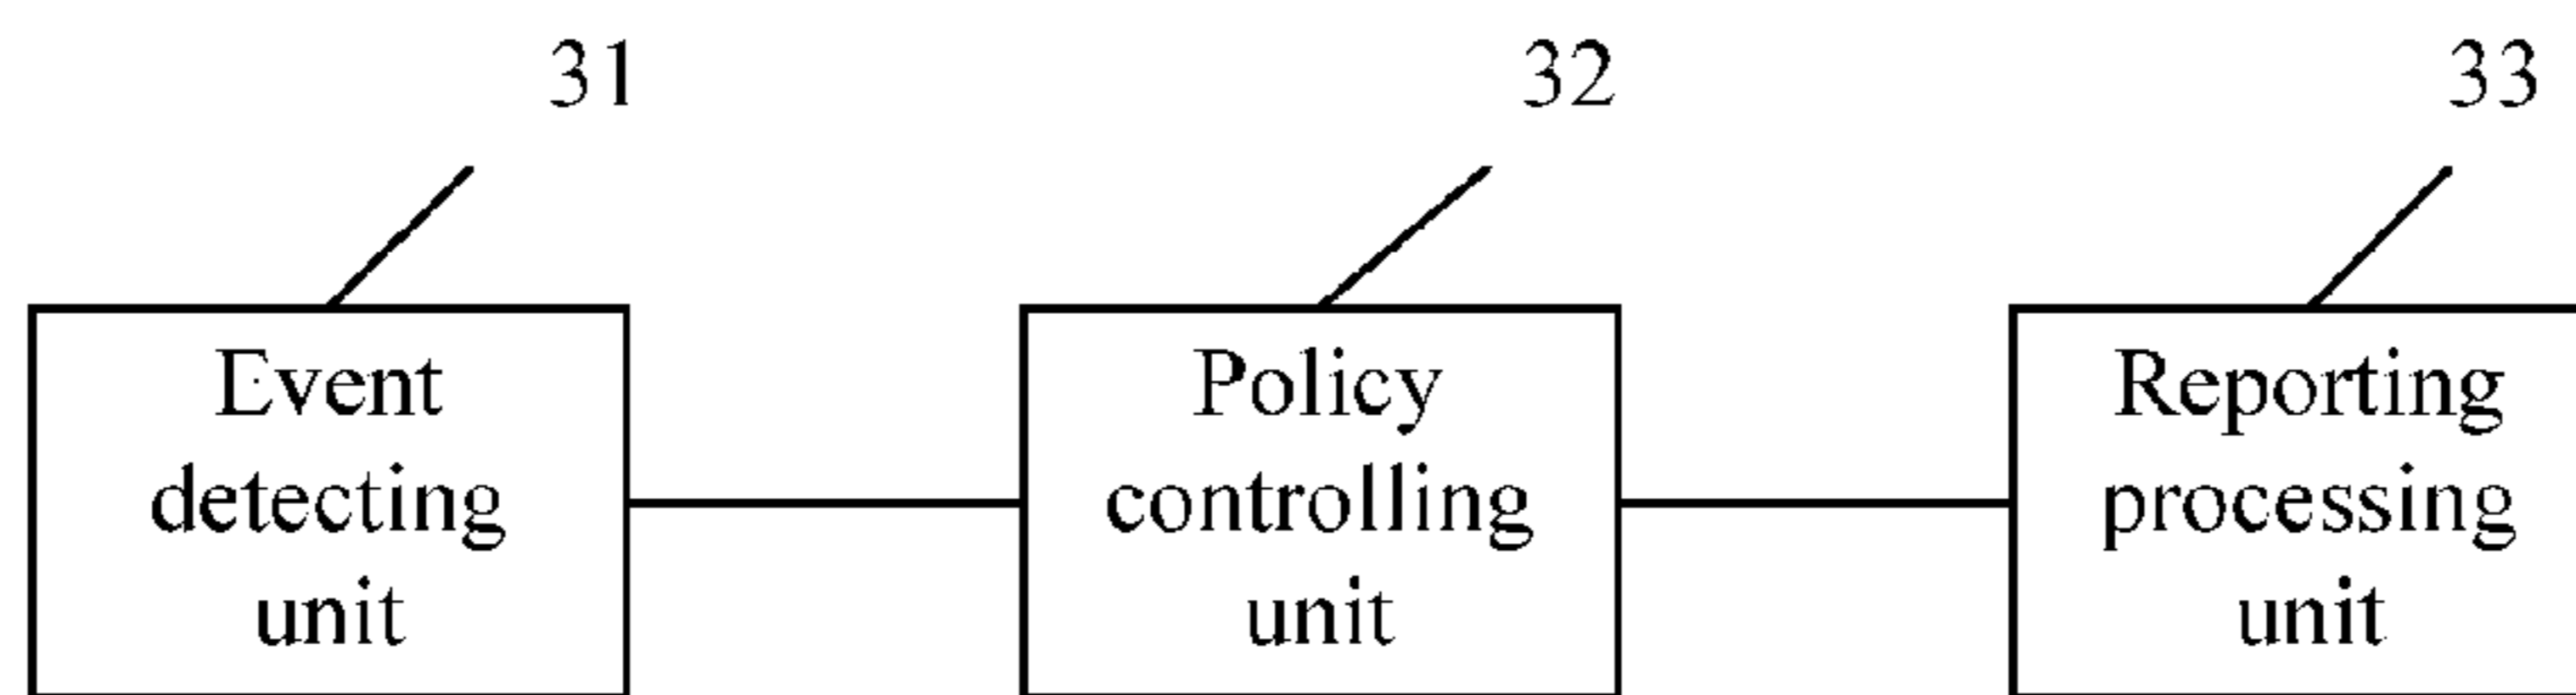 31
32
33
Event
detecting
unit
Policy
controlling
unit
Reporting
processing
unit